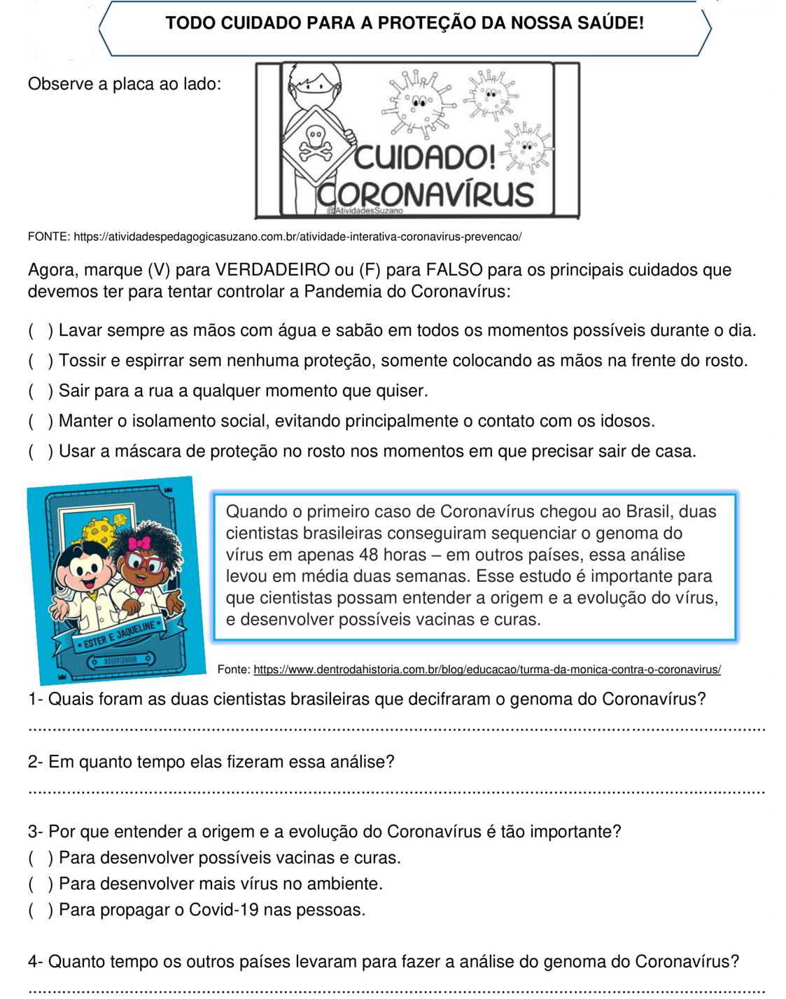 TODO CUIDADO PARA A PROTEÇÃO DA NOSSA SAÚDE!
Observe a placa ao lado:
CUIDADO!
CORONAVÍRUS
@AtividadesSuzano
FONTE: https://atividadespedagogicasuzano.com.br/atividade-interativa-coronavirus-prevencao/
Agora, marque (V) para VERDADEIRO ou (F) para FALSO para os principais cuidados que
devemos ter para tentar controlar a Pandemia do Coronavírus:
( ) Lavar sempre as mãos com água e sabão em todos os momentos possíveis durante o dia.
( ) Tossir e espirrar sem nenhuma proteção, somente colocando as mãos na frente do rosto.
( ) Sair para a rua a qualquer momento que quiser.
( ) Manter o isolamento social, evitando principalmente o contato com os idosos.
( ) Usar a máscara de proteção no rosto nos momentos em que precisar sair de casa.
ESTER E JAQUELINE
#DONASDARUA
Quando o primeiro caso de Coronavírus chegou ao Brasil, duas
cientistas brasileiras conseguiram sequenciar o genoma do
vírus em apenas 48 horas – em outros países, essa análise
levou em média duas semanas. Esse estudo é importante para
que cientistas possam entender a origem e a evolução do vírus,
e desenvolver possíveis vacinas e curas.
Fonte: https://www.dentrodahistoria.com.br/blog/educacao/turma-da-monica-contra-o-coronavirus/
1- Quais foram as duas cientistas brasileiras que decifraram o genoma do Coronavírus?
2- Em quanto tempo elas fizeram essa análise?
3- Por que entender a origem e a evolução do Coronavírus é tão importante?
( ) Para desenvolver possíveis vacinas e curas.
( ) Para desenvolver mais vírus no ambiente.
( ) Para propagar o Covid-19 nas pessoas.
4- Quanto tempo os outros países levaram para fazer a análise do genoma do Coronavírus?